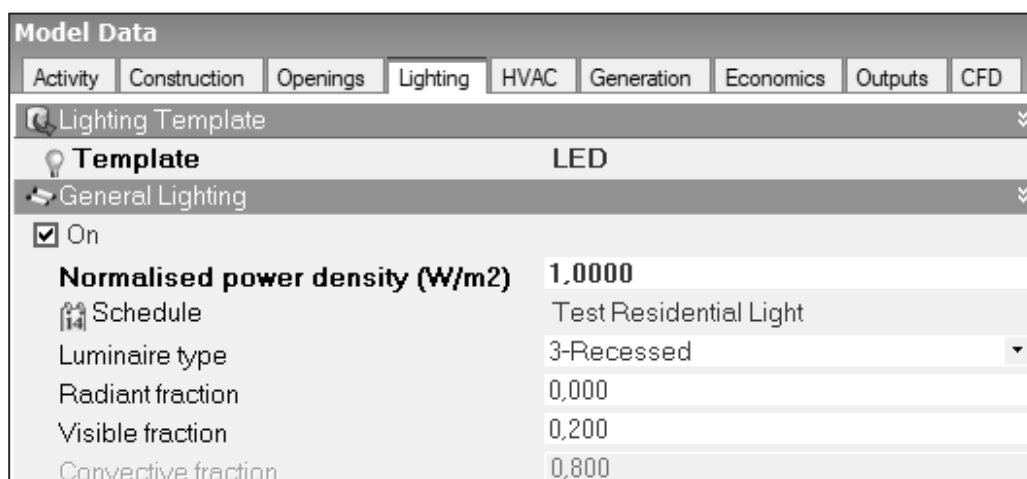 Model Data
Activity Construction Openings Lighting HVAC Generation Economics Outputs CFD
Lighting Template
Template LED
General Lighting
On
Normalised power density (W/m2) 1,0000
14 Schedule Test Residential Light
Luminaire type 3-Recessed
Radiant fraction 0,000
Visible fraction 0,200
Convective fraction 0,800